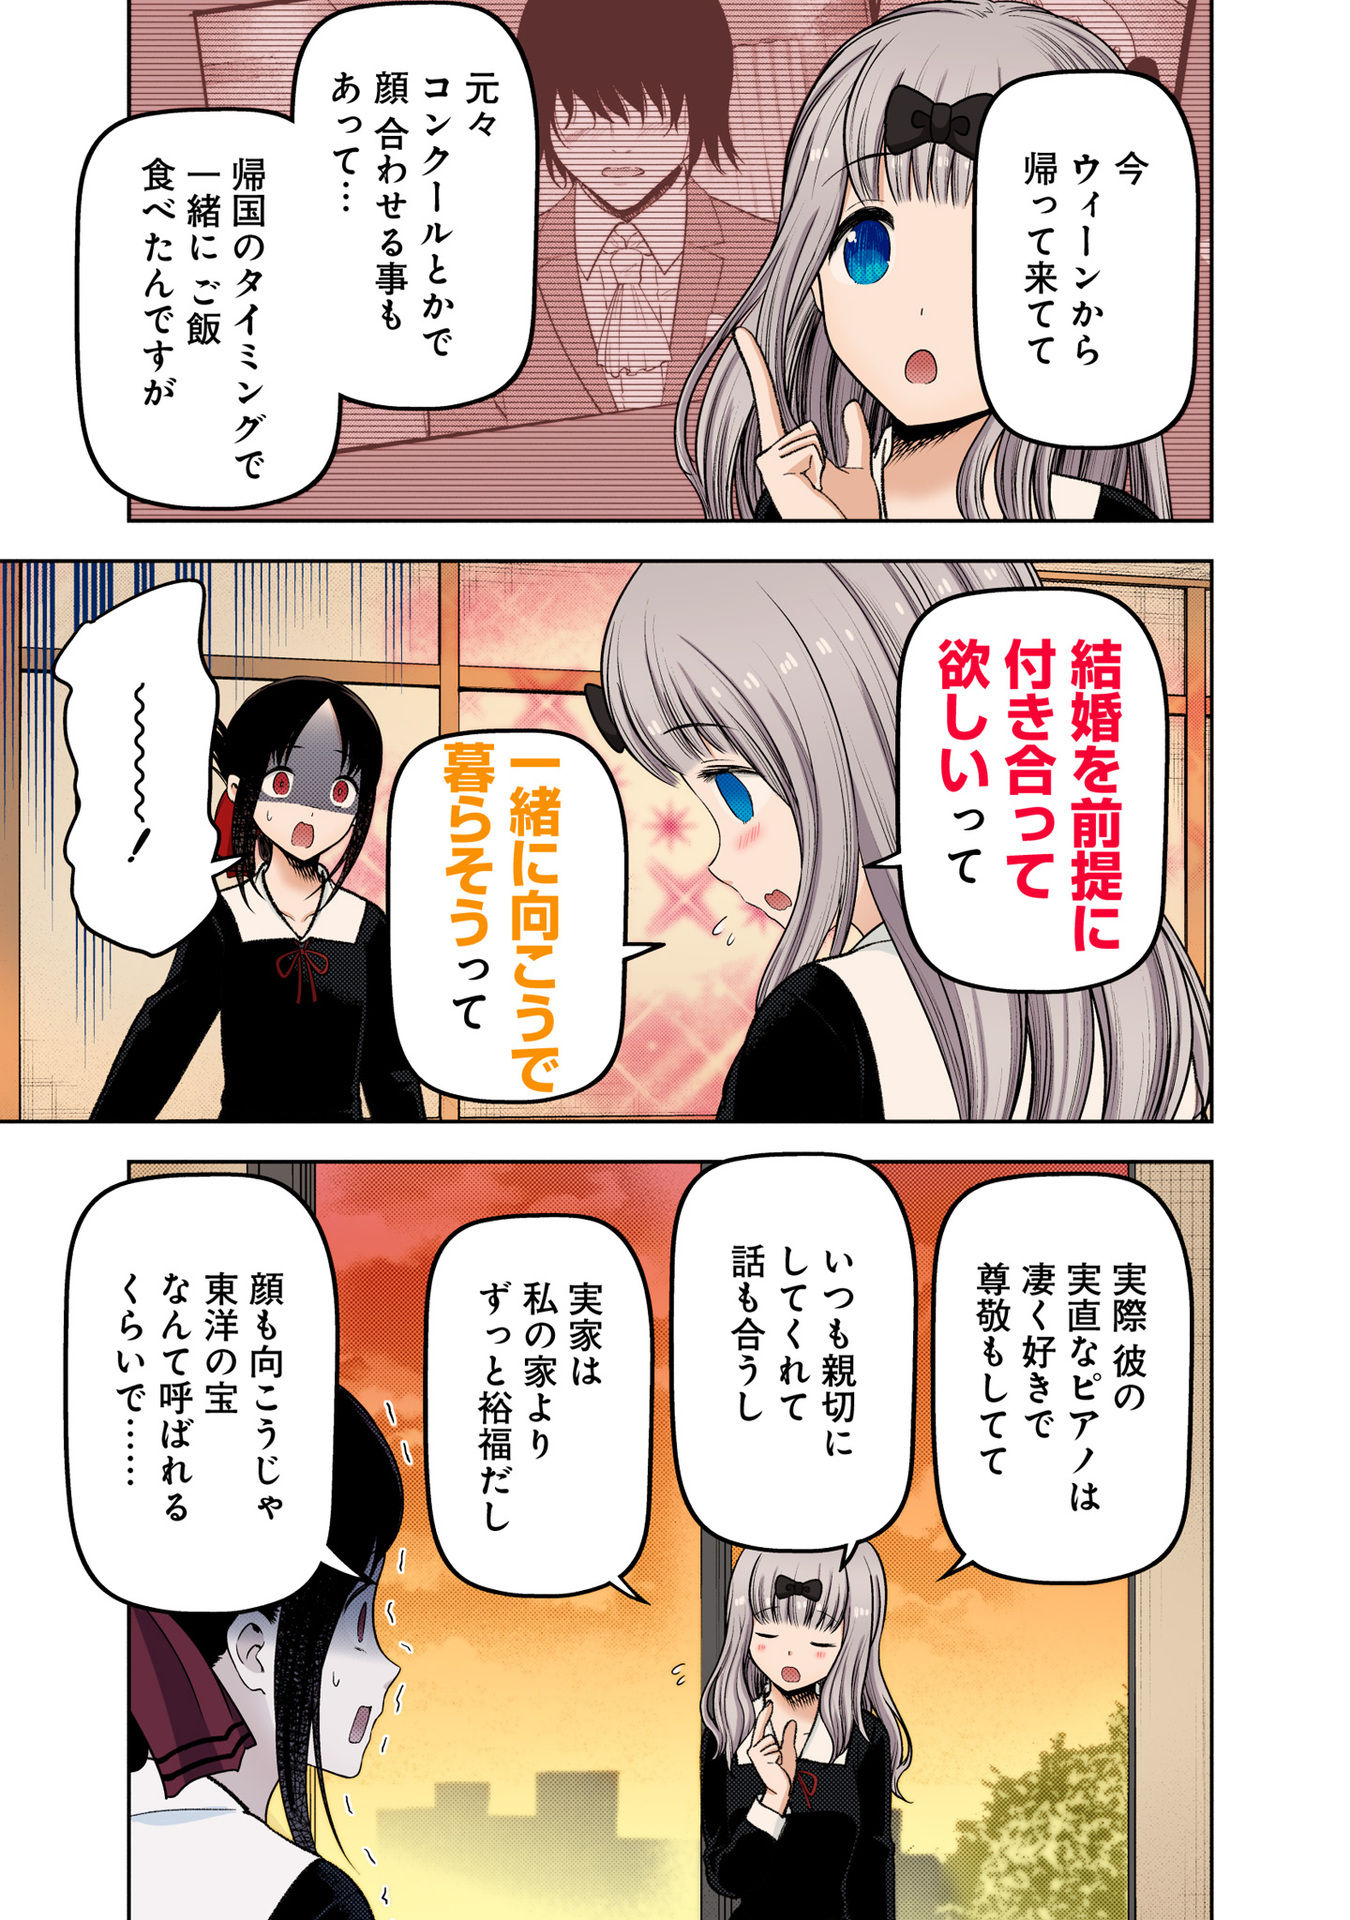 今
ウィーンから
帰って来てて
元々
コンクールとかで
顔合わせる事も
あって…
帰国のタイミングで
一緒にご飯
食べたんですが
結婚を前提に
付き合って
欲しいって
一緒に向こうで
暮らそうって
〜〜〜〜!
実際彼の
実直なピアノは
凄く好きで
尊敬もしてて
いつも親切に
してくれて
話も合うし
実家は
私の家より
ずっと裕福だし
顔も向こうじゃ
東洋の宝
なんて呼ばれる
くらいで……